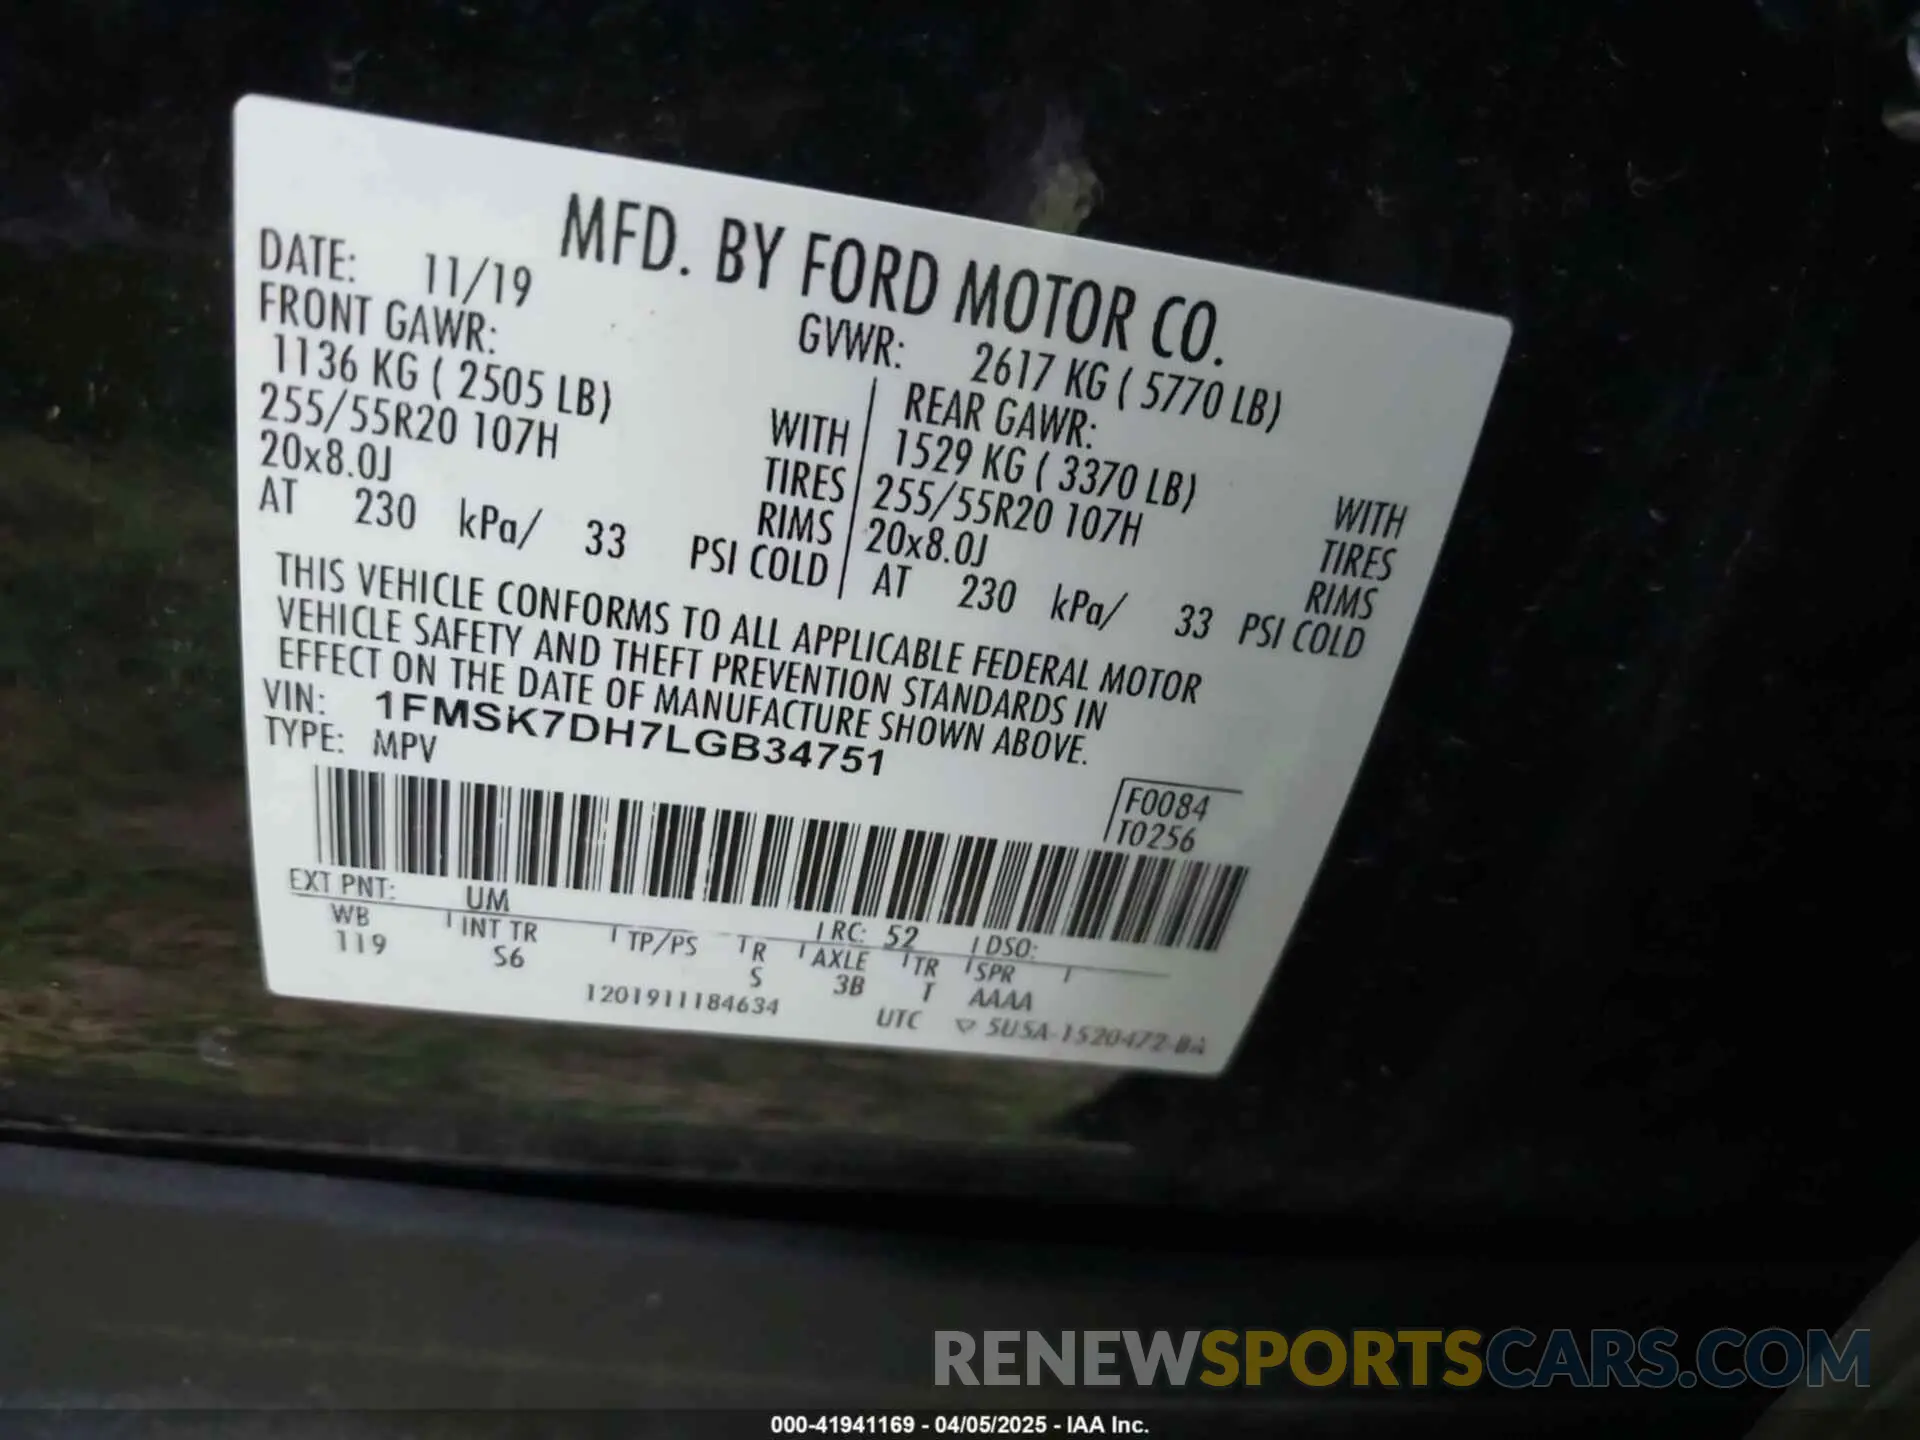 MFD. BY FORD MOTOR CO.
DATE: 11/19 GVWR: 2617 KG ( 5770 LB)
FRONT GAWR: REAR GAWR:
1136 KG ( 2505 LB) WITH 1529 KG ( 3370 LB) WITH
255/55R20 107H TIRES 255/55R20 107H TIRES
20x8.0J RIMS 20x8.0J RIMS
AT 230 kPa/ 33 PSI COLD AT 230 kPa/ 33 PSI COLD
THIS VEHICLE CONFORMS TO ALL APPLICABLE FEDERAL MOTOR
VEHICLE SAFETY AND THEFT PREVENTION STANDARDS IN
EFFECT ON THE DATE OF MANUFACTURE SHOWN ABOVE.
VIN: 1FMSK7DH7LGB34751
TYPE: MPV
F0084
T0256
EXT PNT: UM RC: 52 DSO:
WB INT TR TP/PS R AXLE TR SPR
119 S6 S 3B T AAAA
1201911184634 UTC
RENEWSPORTSCARS.COM
000-41941169 - 04/05/2025 - IAA Inc.